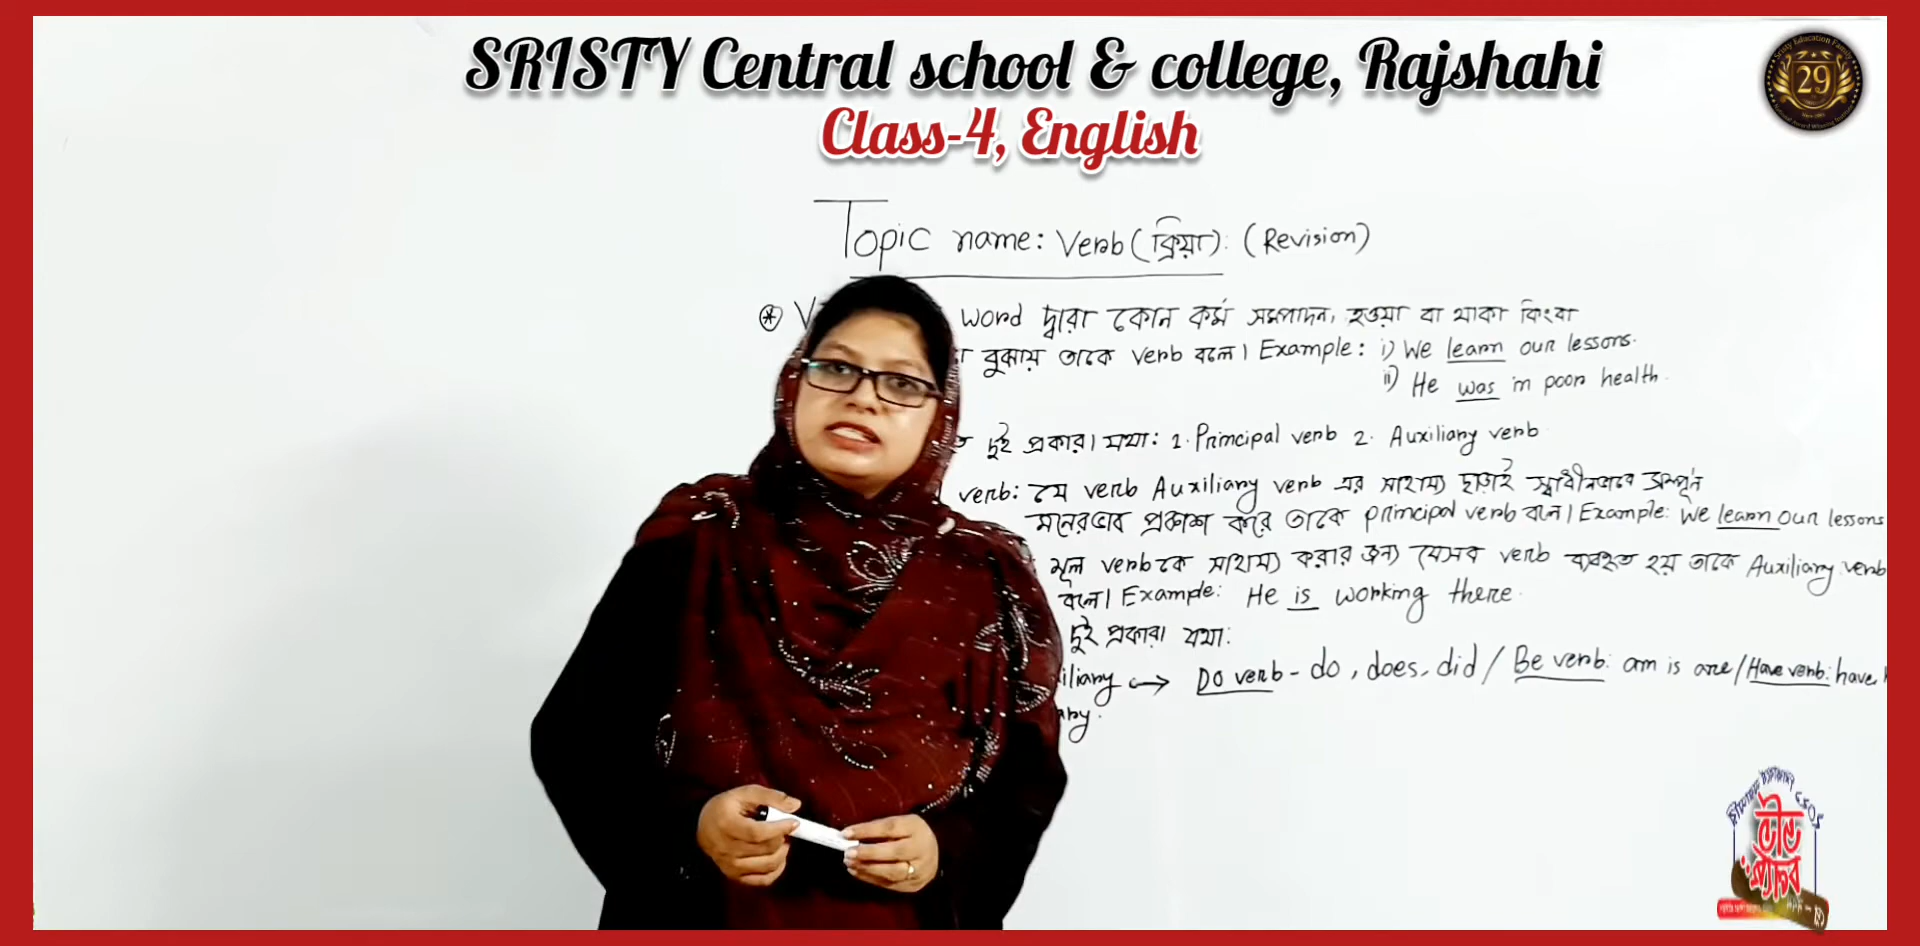 SRISTY Central school & college, Rajshahi
Class-4, English
29
Topic name: Verb (ক্রিয়া): (Revision)
word দ্বারা কোন কর্ম সম্পাদন, হওয়া বা থাকা কিংবা
বুঝায় তাকে verb বলে। Example: i) We learn our lessons.
ii) He was in poor health.
দুই প্রকার। যথা: 1. Principal verb 2. Auxiliary verb
verb: যে verb Auxiliary verb এর সাহায্য ছাড়াই স্বাধীনভাবে সম্পূর্ন
মনেরভাব প্রকাশ করে তাকে principal verb বলে। Example: We learn our lessons
মূল verb কে সাহায্য করার জন্য যেসব verb ব্যবহৃত হয় তাকে Auxiliary verb
বলে। Example: He is working there.
দুই প্রকার। যথা:
iliary → Do verb - do, does, did / Be verb: am is are / Have verb: have,
ary.